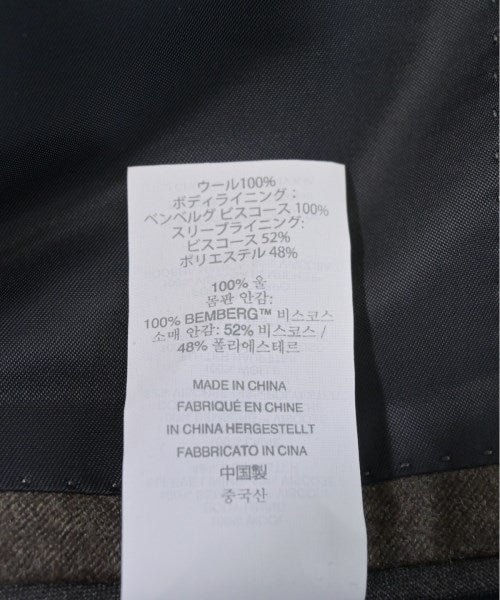 ウール100%
ボディライニング：
ベンベルグ ビスコース 100%
スリーブライニング:
ビスコース 52%
ポリエステル 48%
100% 울
몸판 안감:
100% BEMBERG™ 비스코스
소매 안감: 52% 비스코스 /
48% 폴리에스테르
MADE IN CHINA
FABRIQUÉ EN CHINE
IN CHINA HERGESTELLT
FABBRICATO IN CINA
中国製
중국산